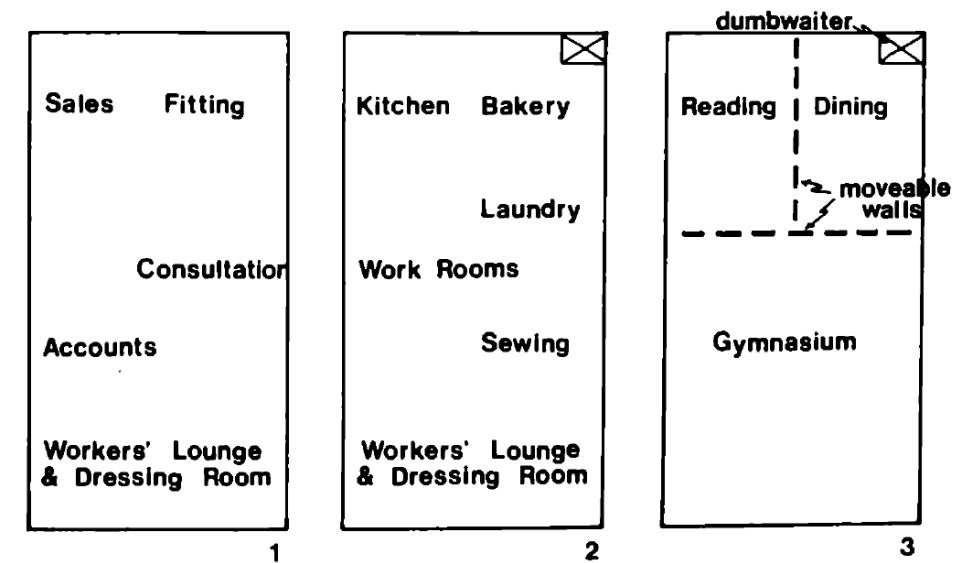 dumbwaiter
Sales Fitting
Consultation
Accounts
Workers' Lounge
& Dressing Room
1
Kitchen Bakery
Laundry
Work Rooms
Sewing
Workers' Lounge
& Dressing Room
2
Reading Dining
moveable
walls
Gymnasium
3